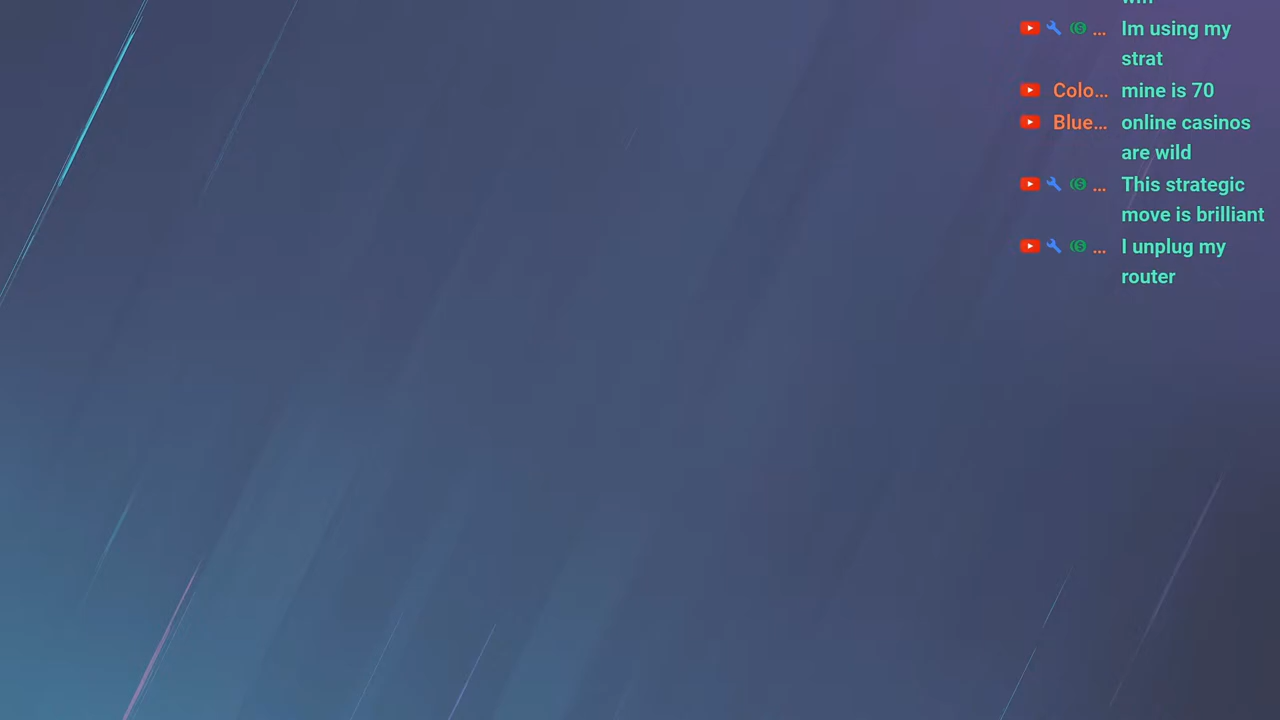 ... Im using my
strat
Colo... mine is 70
Blue... online casinos
are wild
... This strategic
move is brilliant
... I unplug my
router